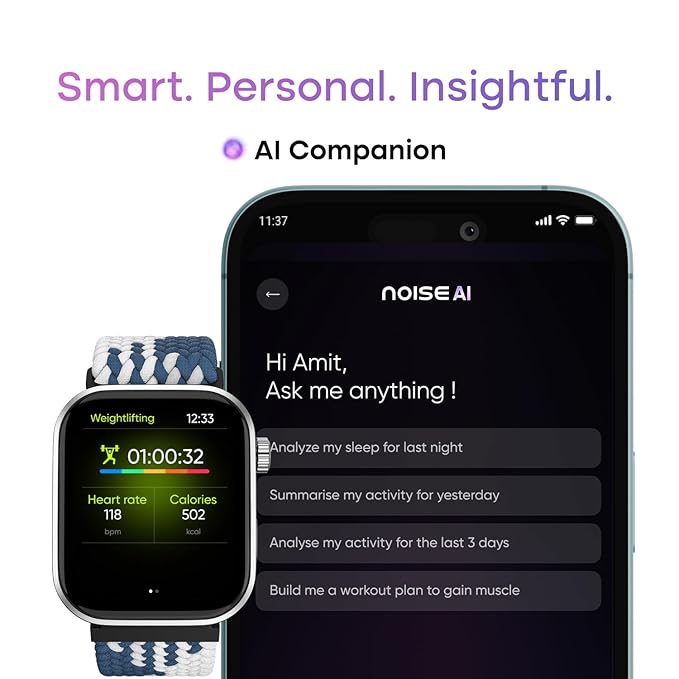 Smart. Personal. Insightful.
AI Companion
11:37
NOISE AI
Hi Amit,
Ask me anything !
Analyze my sleep for last night
Summarise my activity for yesterday
Analyse my activity for the last 3 days
Build me a workout plan to gain muscle
Weightlifting 12:33
01:00:32
Heart rate Calories
118 502
bpm kcal